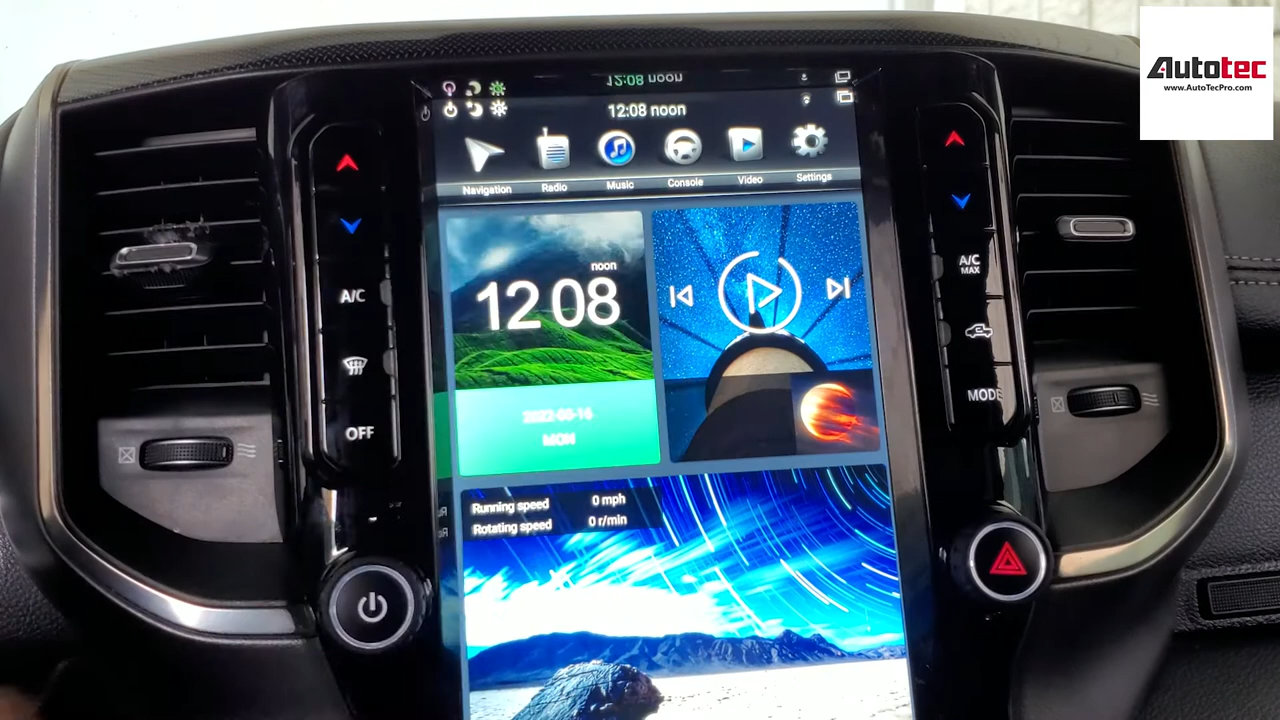 Autotec
www.AutoTecPro.com
12:08 noon
12:08 noon
Navigation
Radio
Music
Console
Video
Settings
A/C
OFF
A/C
MAX
MODE
noon
12 08
MON
Running speed 0 mph
Rotating speed 0 r/min